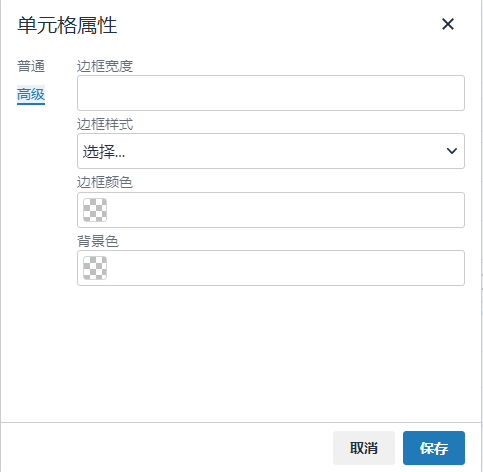 单元格属性
普通
边框宽度
高级
边框样式
选择...
边框颜色
背景色
取消
保存